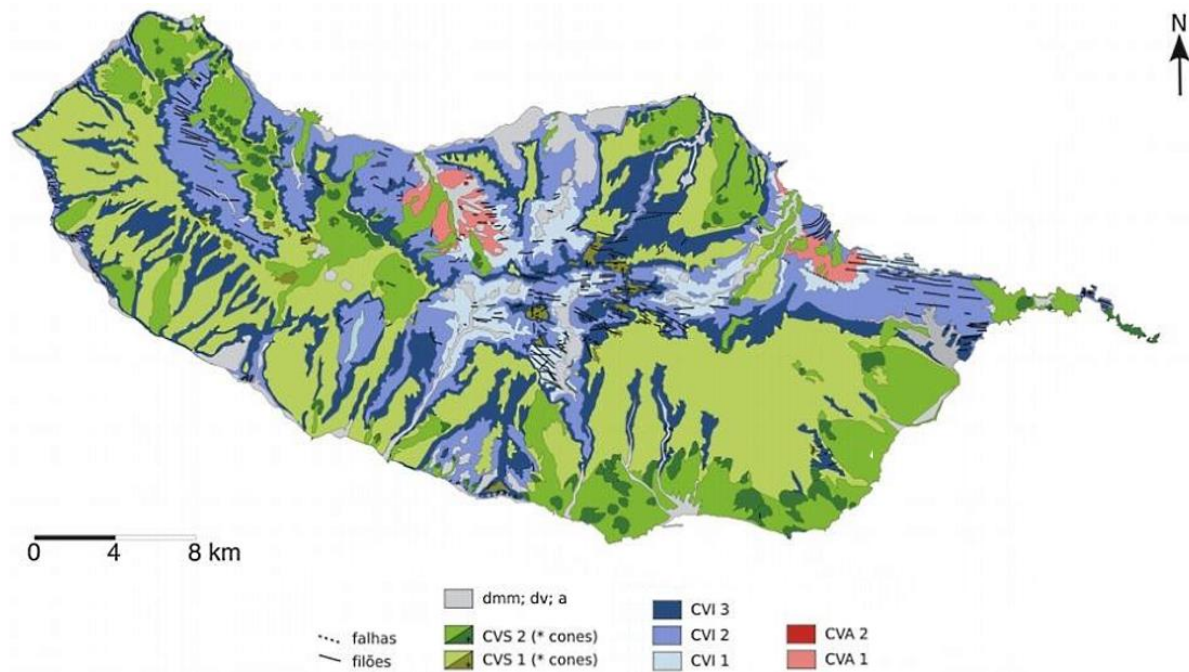 N
0 4 8 km
dmm; dv; a
CVI 3
falhas
CVS 2 (* cones)
CVI 2
CVA 2
filões
CVS 1 (* cones)
CVI 1
CVA 1